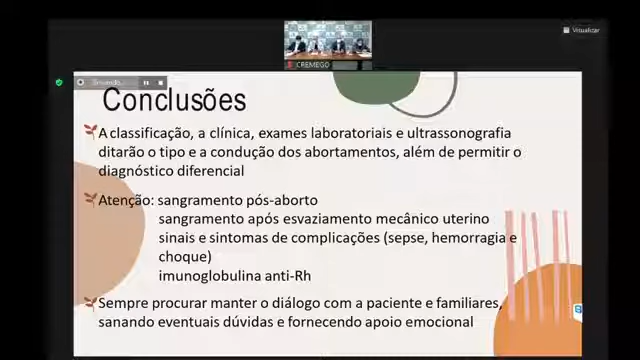 Visualizar
CREMEGO
Conclusões
A classificação, a clínica, exames laboratoriais e ultrassonografia
ditarão o tipo e a condução dos abortamentos, além de permitir o
diagnóstico diferencial
Atenção: sangramento pós-aborto
sangramento após esvaziamento mecânico uterino
sinais e sintomas de complicações (sepse, hemorragia e
choque)
imunoglobulina anti-Rh
Sempre procurar manter o diálogo com a paciente e familiares,
sanando eventuais dúvidas e fornecendo apoio emocional